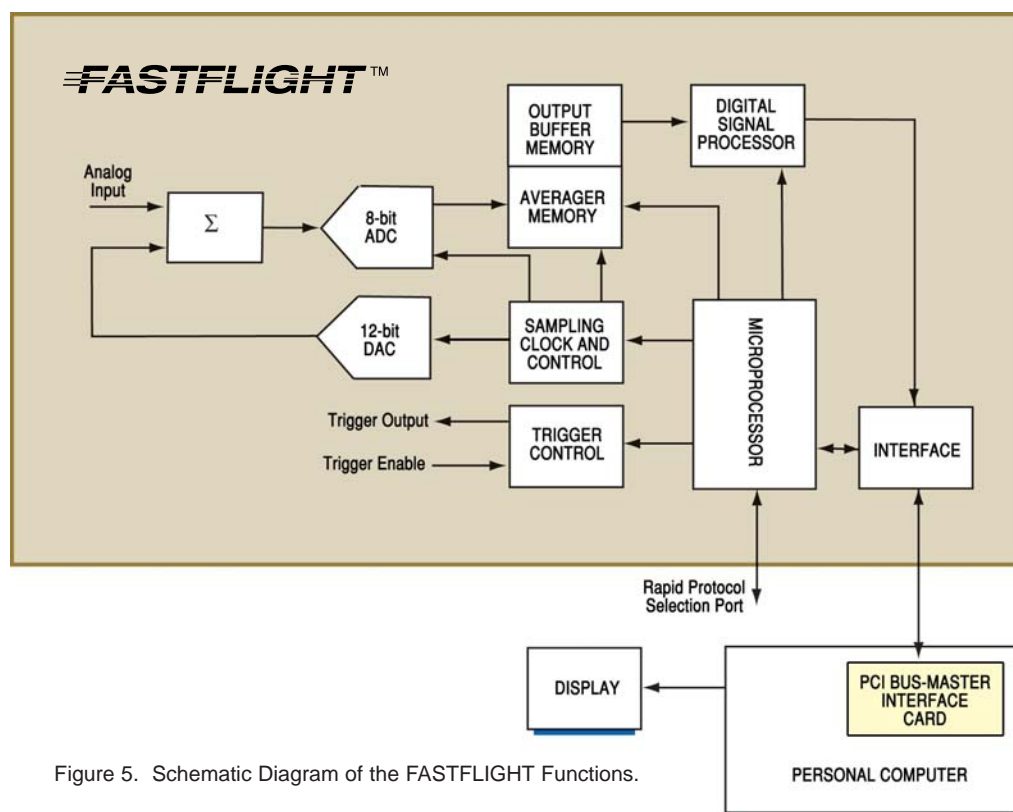 FASTFLIGHT™
OUTPUT
BUFFER
MEMORY
DIGITAL
SIGNAL
PROCESSOR
Analog
Input
Σ
8-bit
ADC
AVERAGER
MEMORY
12-bit
DAC
SAMPLING
CLOCK AND
CONTROL
MICROPROCESSOR
Trigger Output
Trigger Enable
TRIGGER
CONTROL
INTERFACE
Rapid Protocol
Selection Port
DISPLAY
PCI BUS-MASTER
INTERFACE
CARD
PERSONAL COMPUTER
Figure 5. Schematic Diagram of the FASTFLIGHT Functions.